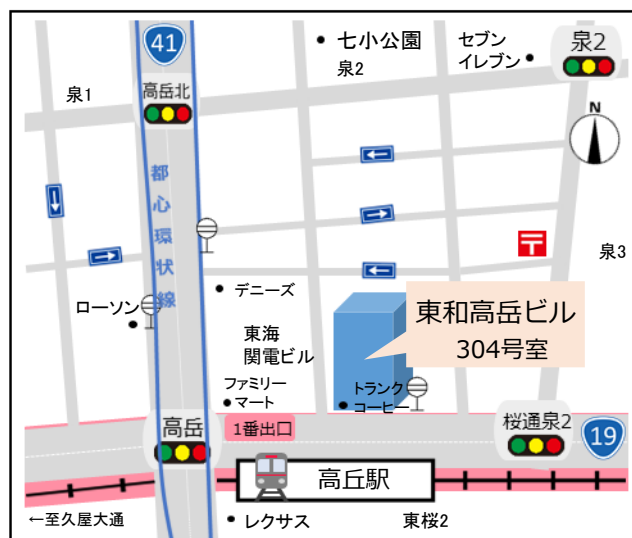 41
七小公園
泉2
セブン
イレブン
泉2
泉1
高岳北
N
都心環状線
泉3
デニーズ
ローソン
東海
関電ビル
東和高岳ビル
304号室
ファミリー
マート
トランク
コーヒー
高岳
1番出口
桜通泉2
19
高丘駅
←至久屋大通
レクサス
東桜2